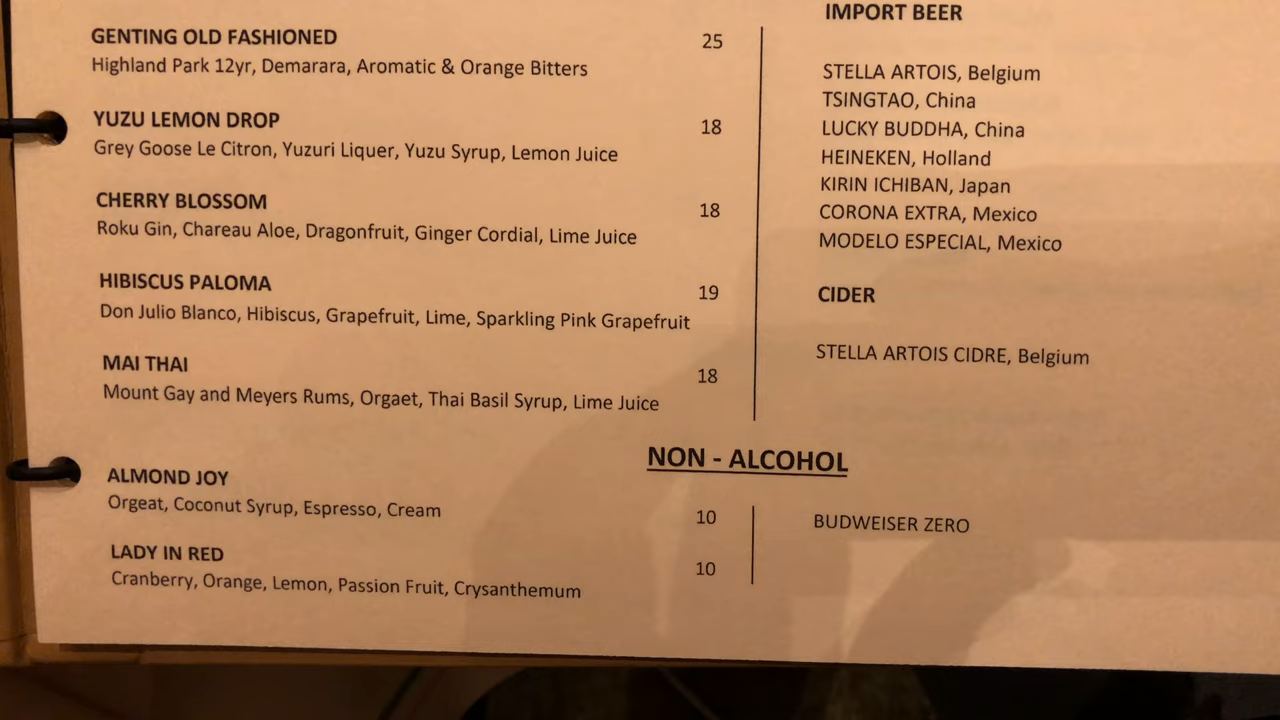 GENTING OLD FASHIONED 25
Highland Park 12yr, Demarara, Aromatic & Orange Bitters
YUZU LEMON DROP 18
Grey Goose Le Citron, Yuzuri Liquer, Yuzu Syrup, Lemon Juice
CHERRY BLOSSOM 18
Roku Gin, Chareau Aloe, Dragonfruit, Ginger Cordial, Lime Juice
HIBISCUS PALOMA 19
Don Julio Blanco, Hibiscus, Grapefruit, Lime, Sparkling Pink Grapefruit
MAI THAI 18
Mount Gay and Meyers Rums, Orgaet, Thai Basil Syrup, Lime Juice
IMPORT BEER
STELLA ARTOIS, Belgium
TSINGTAO, China
LUCKY BUDDHA, China
HEINEKEN, Holland
KIRIN ICHIBAN, Japan
CORONA EXTRA, Mexico
MODELO ESPECIAL, Mexico
CIDER
STELLA ARTOIS CIDRE, Belgium
NON - ALCOHOL
ALMOND JOY
Orgeat, Coconut Syrup, Espresso, Cream 10
LADY IN RED 10
Cranberry, Orange, Lemon, Passion Fruit, Crysanthemum
BUDWEISER ZERO